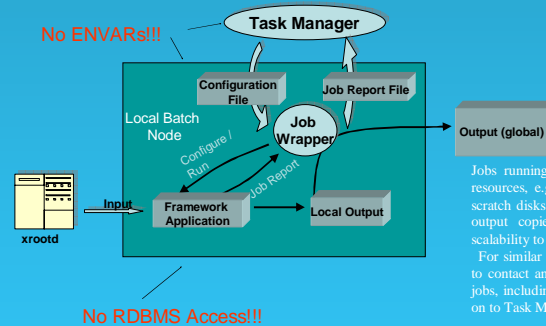 Task Manager
No ENVARs!!!
Configuration
File
Job Report File
Local Batch
Node
Job
Wrapper
Configure /
Run
Job Report
Output (global)
Input
xrootd
Framework
Application
Local Output
Jobs running
resources, e.
scratch disks
output copie
scalability to
For similar
to contact an
jobs, includin
on to Task M
No RDBMS Access!!!